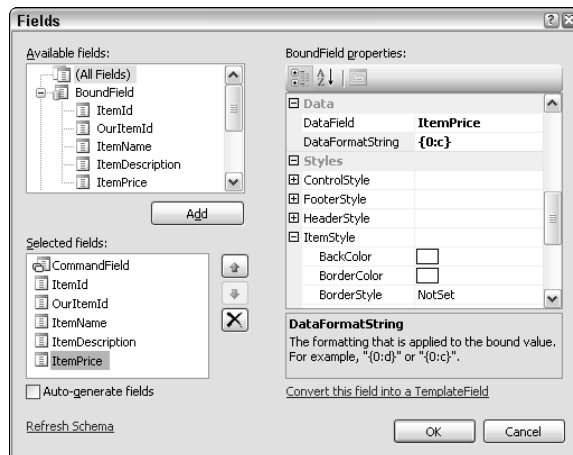 Fields
Available fields:
(All Fields)
BoundField
ItemId
OurItemId
ItemName
ItemDescription
ItemPrice
Add
Selected fields:
CommandField
ItemId
OurItemId
ItemName
ItemDescription
ItemPrice
Auto-generate fields
Refresh Schema
BoundField properties:
Data
DataField ItemPrice
DataFormatString {0:c}
Styles
ControlStyle
FooterStyle
HeaderStyle
ItemStyle
BackColor
BorderColor
BorderStyle NotSet
DataFormatString
The formatting that is applied to the bound value.
For example, "{0:d}" or "{0:c}".
Convert this field into a TemplateField
OK Cancel